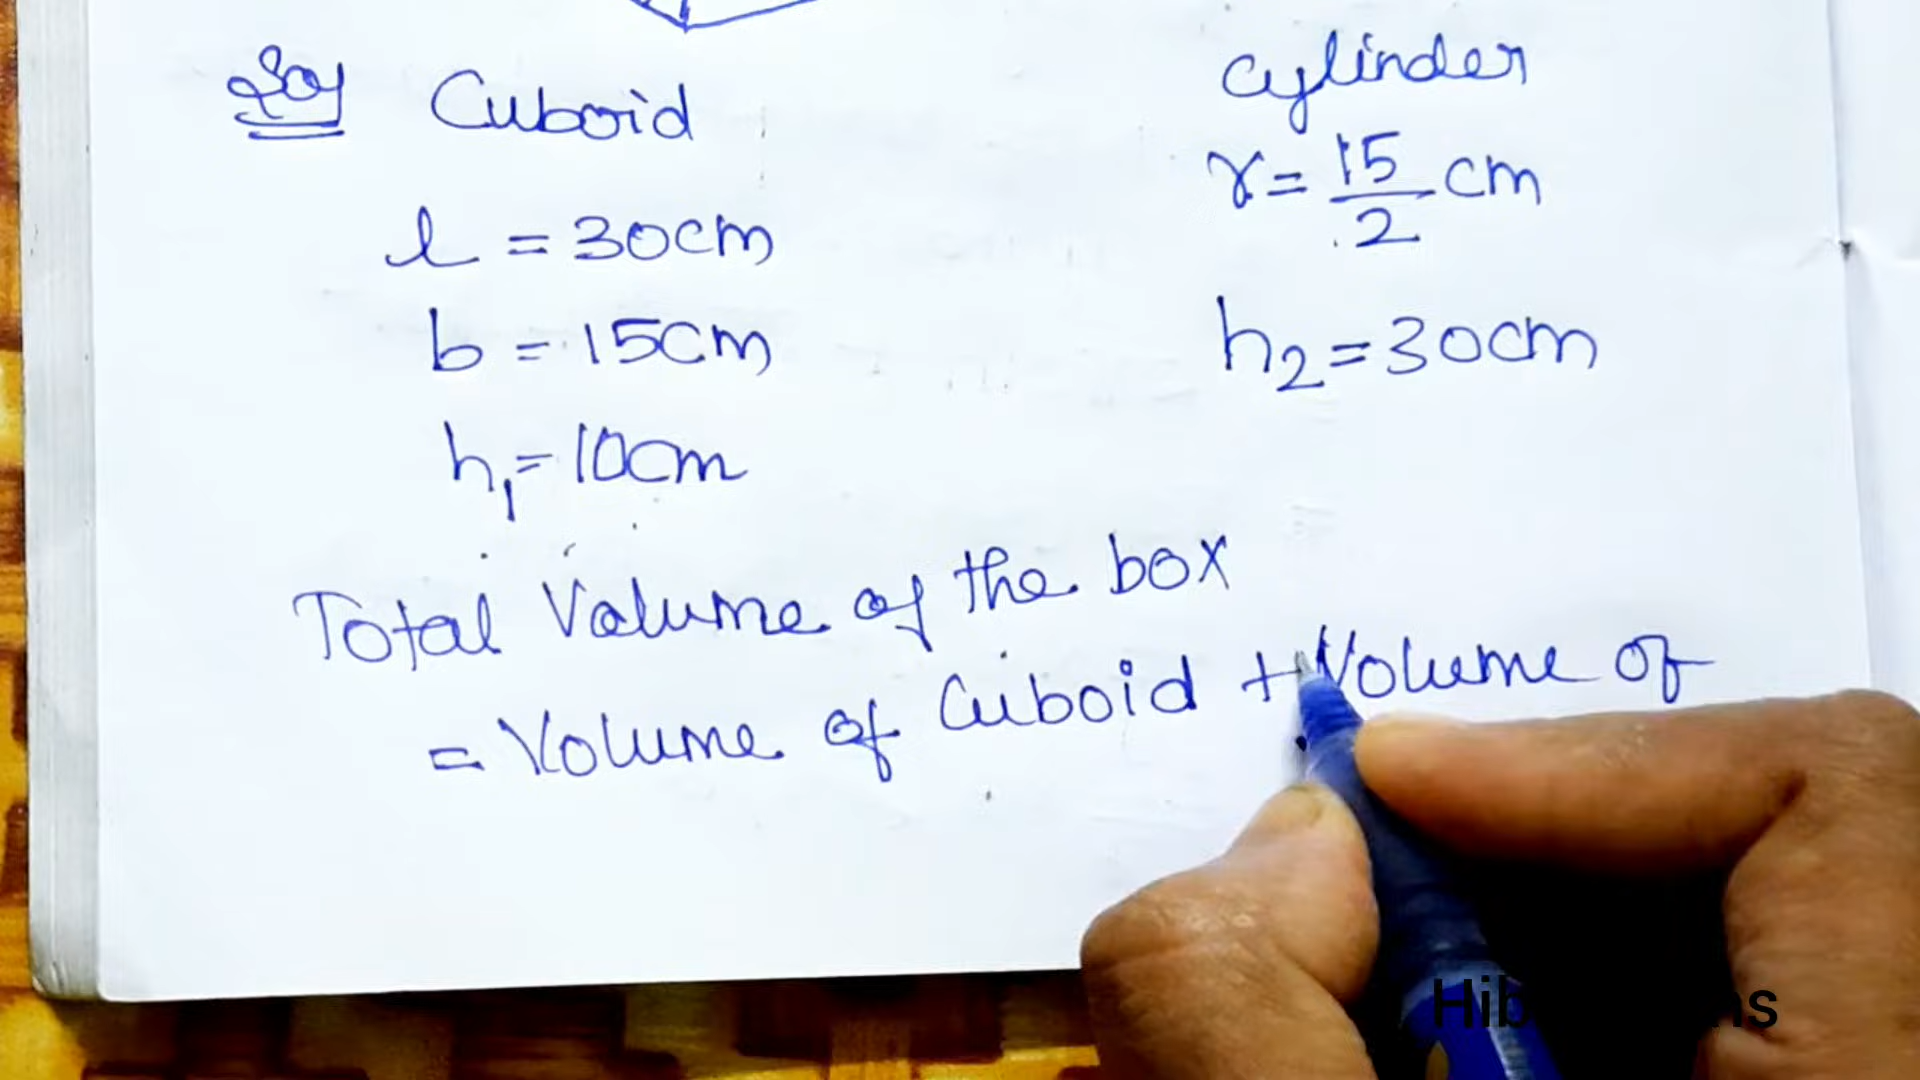 Sol Cuboid
l = 30cm
b = 15cm
h₁ = 10cm
cylinder
r = 15/2 cm
h₂ = 30cm
Total Volume of the box
= Volume of Cuboid + Volume of